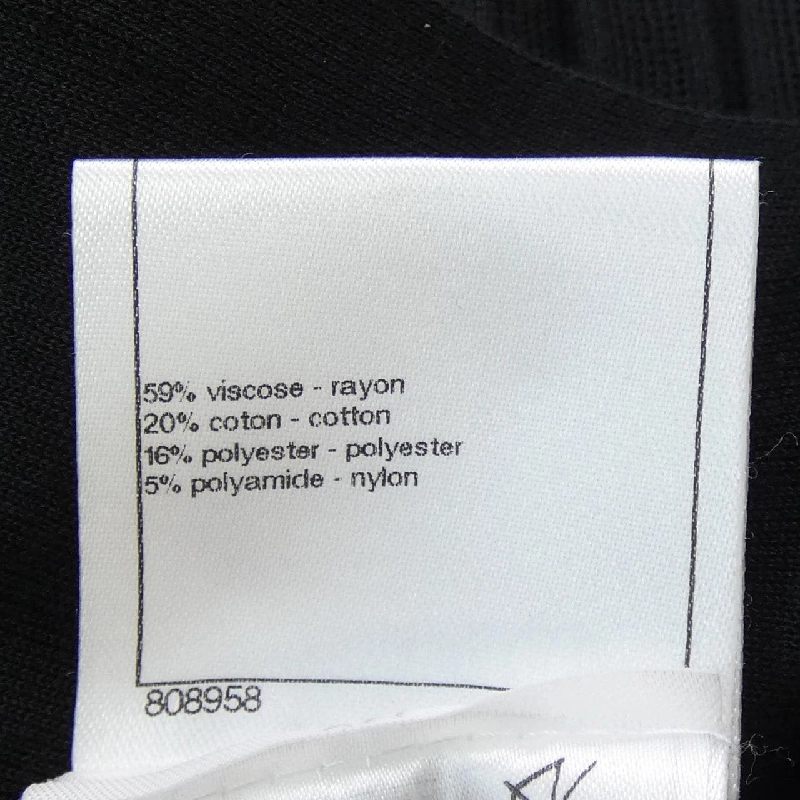 59% viscose - rayon
20% coton - cotton
16% polyester - polyester
5% polyamide - nylon
808958